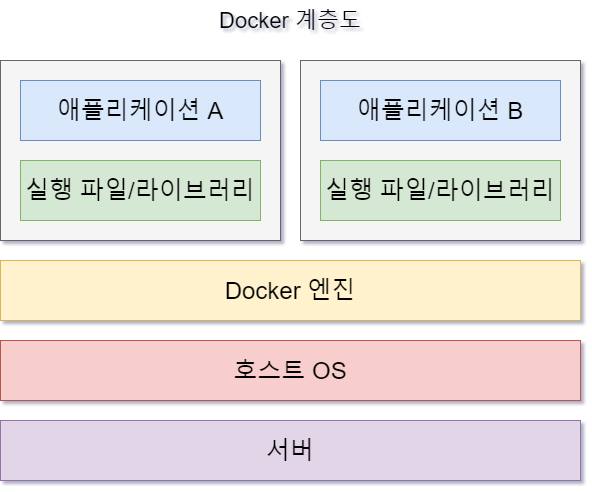 Docker 계층도
애플리케이션 A
실행 파일/라이브러리
애플리케이션 B
실행 파일/라이브러리
Docker 엔진
호스트 OS
서버